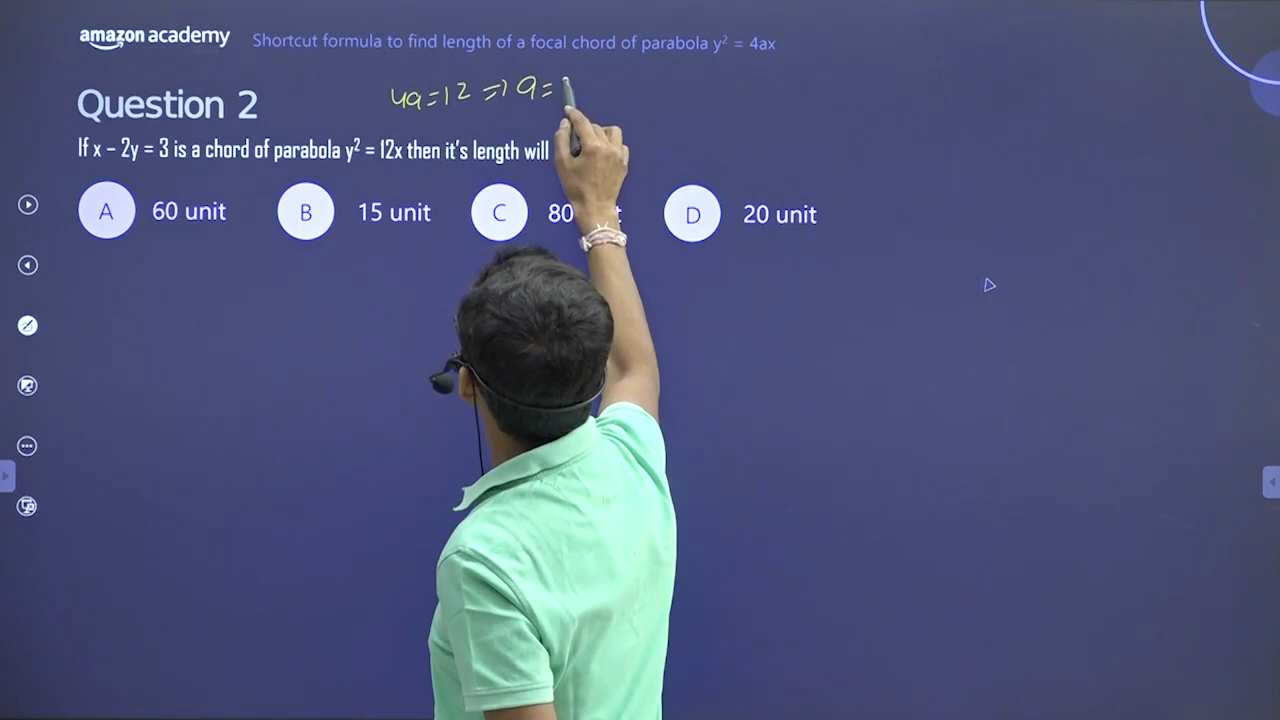 amazon academy
Shortcut formula to find length of a focal chord of parabola y² = 4ax
4a=12 ⇒ a=
Question 2
If x – 2y = 3 is a chord of parabola y² = 12x then it's length will
A 60 unit B 15 unit C 80 D 20 unit